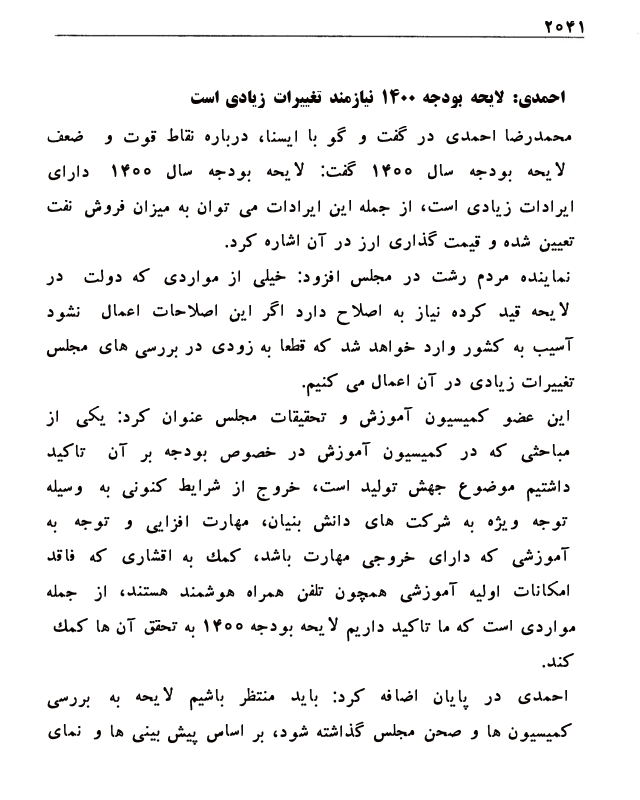 ۲۰۴۱
احمدی: لایحه بودجه ۱۴۰۰ نیازمند تغییرات زیادی است
محمدرضا احمدی در گفت و گو با ایسنا، درباره نقاط قوت و ضعف
لایحه بودجه سال ۱۴۰۰ گفت: لایحه بودجه سال ۱۴۰۰ دارای
ایرادات زیادی است، از جمله این ایرادات می توان به میزان فروش نفت
تعیین شده و قیمت گذاری ارز در آن اشاره کرد.
نماینده مردم رشت در مجلس افزود: خیلی از مواردی که دولت در
لایحه قید کرده نیاز به اصلاح دارد اگر این اصلاحات اعمال نشود
آسیب به کشور وارد خواهد شد که قطعا به زودی در بررسی های مجلس
تغییرات زیادی در آن اعمال می کنیم.
این عضو کمیسیون آموزش و تحقیقات مجلس عنوان کرد: یکی از
مباحثی که در کمیسیون آموزش در خصوص بودجه بر آن تاکید
داشتیم موضوع جهش تولید است، خروج از شرایط کنونی به وسیله
توجه ویژه به شرکت های دانش بنیان، مهارت افزایی و توجه به
آموزشی که دارای خروجی مهارت باشد، کمک به اقشاری که فاقد
امکانات اولیه آموزشی همچون تلفن همراه هوشمند هستند، از جمله
مواردی است که ما تاکید داریم لایحه بودجه ۱۴۰۰ به تحقق آن ها کمک
کند.
احمدی در پایان اضافه کرد: باید منتظر باشیم لایحه به بررسی
کمیسیون ها و صحن مجلس گذاشته شود، بر اساس پیش بینی ها و نمای